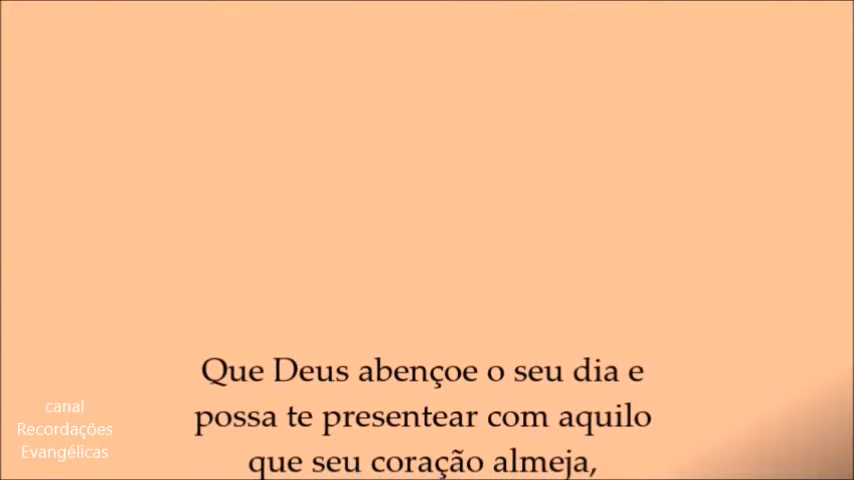 Que Deus abençoe o seu dia e
possa te presentear com aquilo
que seu coração almeja,
canal
Recordações
Evangélicas